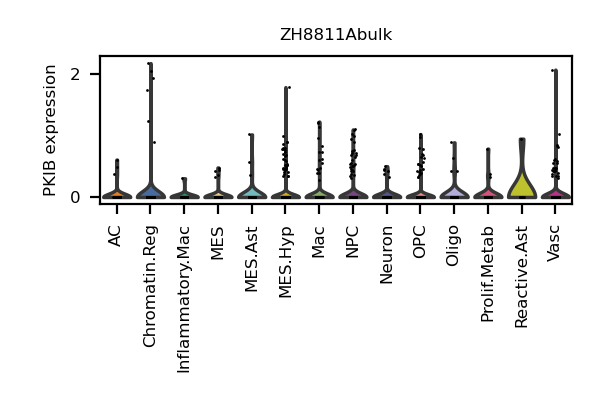 ZH8811Abulk
PKIB expression
2
0
AC
Chromatin.Reg
Inflammatory.Mac
MES
MES.Ast
MES.Hyp
Mac
NPC
Neuron
OPC
Oligo
Prolif.Metab
Reactive.Ast
Vasc